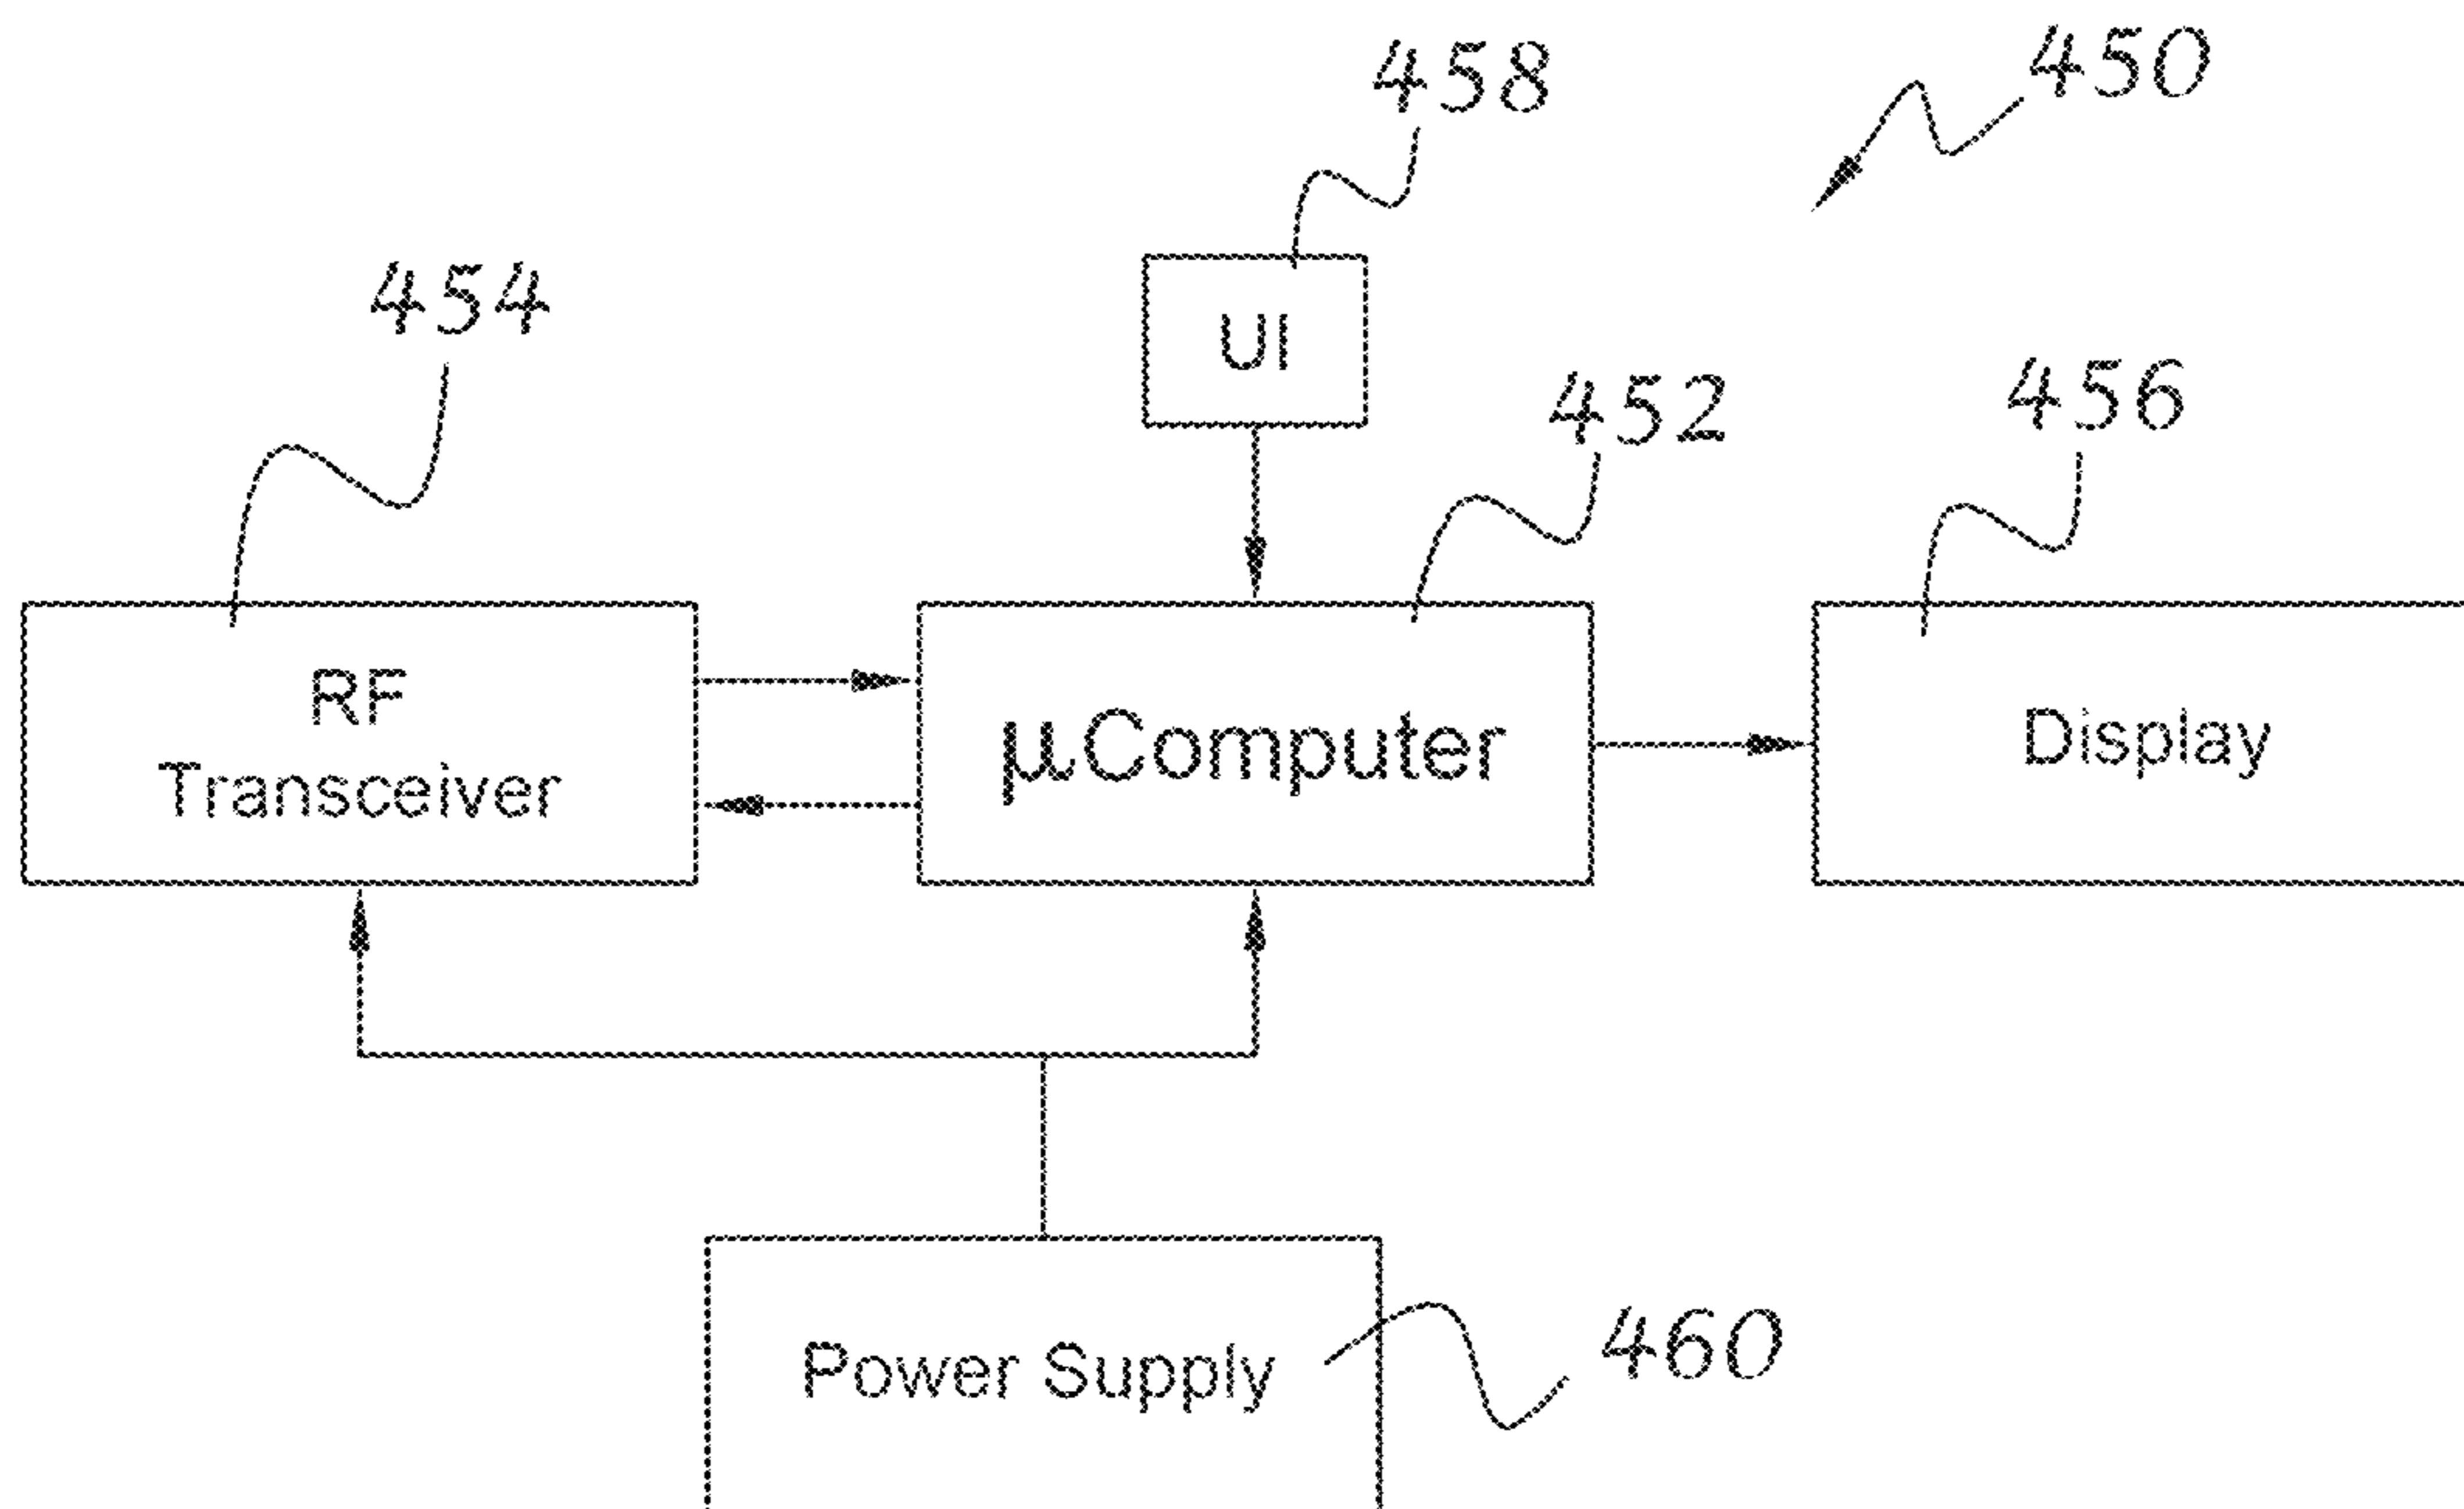 458
450
454
UI
452
456
RF
Transceiver
µComputer
Display
Power Supply
460